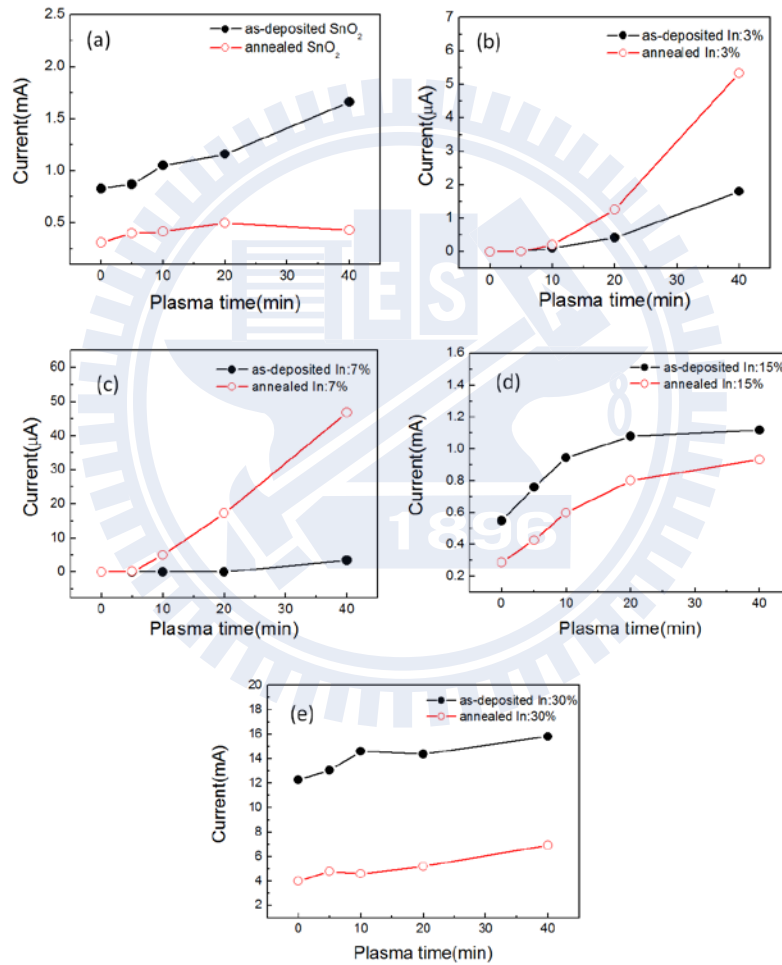 (a)
as-deposited SnO₂
annealed SnO₂
Current(mA)
2.5
2.0
1.5
1.0
0.5
0 10 20 30 40
Plasma time(min)
(b)
as-deposited In:3%
annealed In:3%
Current(μA)
7
6
5
4
2
1
0
0 10 20 30 40
Plasma time(min)
(c)
as-deposited In:7%
annealed In:7%
Current(μA)
60
50
40
30
20
10
5
0
0 10 20 30 40
Plasma time(min)
(d)
as-deposited In:15%
annealed In:15%
Current(mA)
1.6
1.4
1.2
1.0
0.8
0.6
0.4
0.2
0 10 20 30 40
Plasma time(min)
ES
1896
(e)
as-deposited In:30%
annealed In:30%
Current(mA)
20
18
16
14
12
10
8
6
4
2
0 10 20 30 40
Plasma time(min)